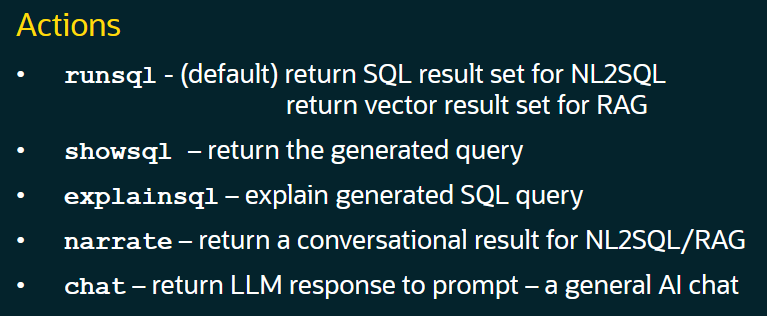 Actions
• runsql - (default) return SQL result set for NL2SQL
return vector result set for RAG
• showsql – return the generated query
• explainsql – explain generated SQL query
• narrate – return a conversational result for NL2SQL/RAG
• chat – return LLM response to prompt – a general AI chat